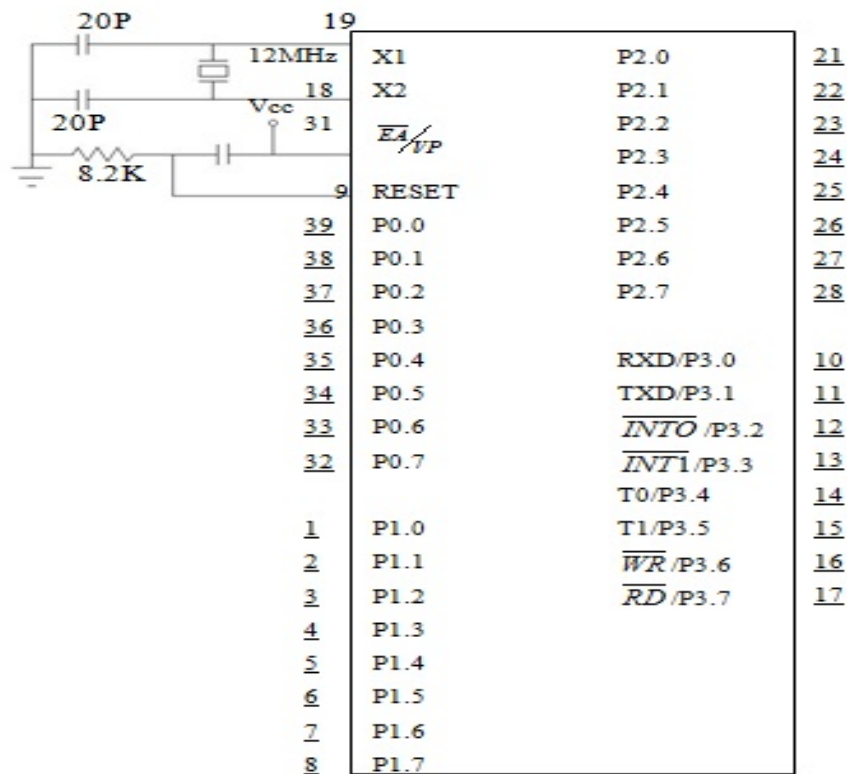 20P 19
12MHz X1 P2.0 21
18 X2 P2.1 22
20P Vcc 31 EA/VP P2.2 23
P2.3 24
8.2K 9 RESET P2.4 25
39 P0.0 P2.5 26
38 P0.1 P2.6 27
37 P0.2 P2.7 28
36 P0.3
35 P0.4 RXD/P3.0 10
34 P0.5 TXD/P3.1 11
33 P0.6 INTO /P3.2 12
32 P0.7 INT1/P3.3 13
T0/P3.4 14
1 P1.0 T1/P3.5 15
2 P1.1 WR /P3.6 16
3 P1.2 RD /P3.7 17
4 P1.3
5 P1.4
6 P1.5
7 P1.6
8 P1.7